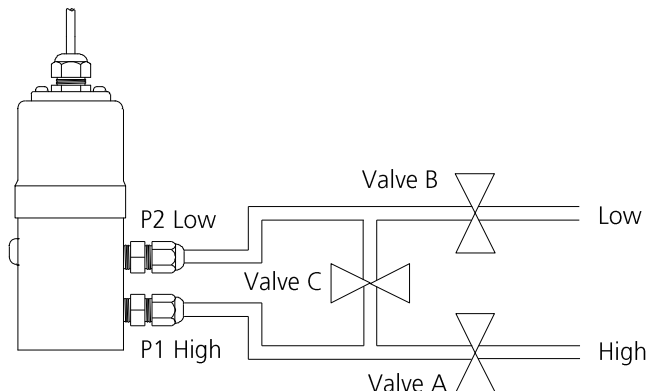 Valve B
P2 Low
Low
Valve C
P1 High
High
Valve A